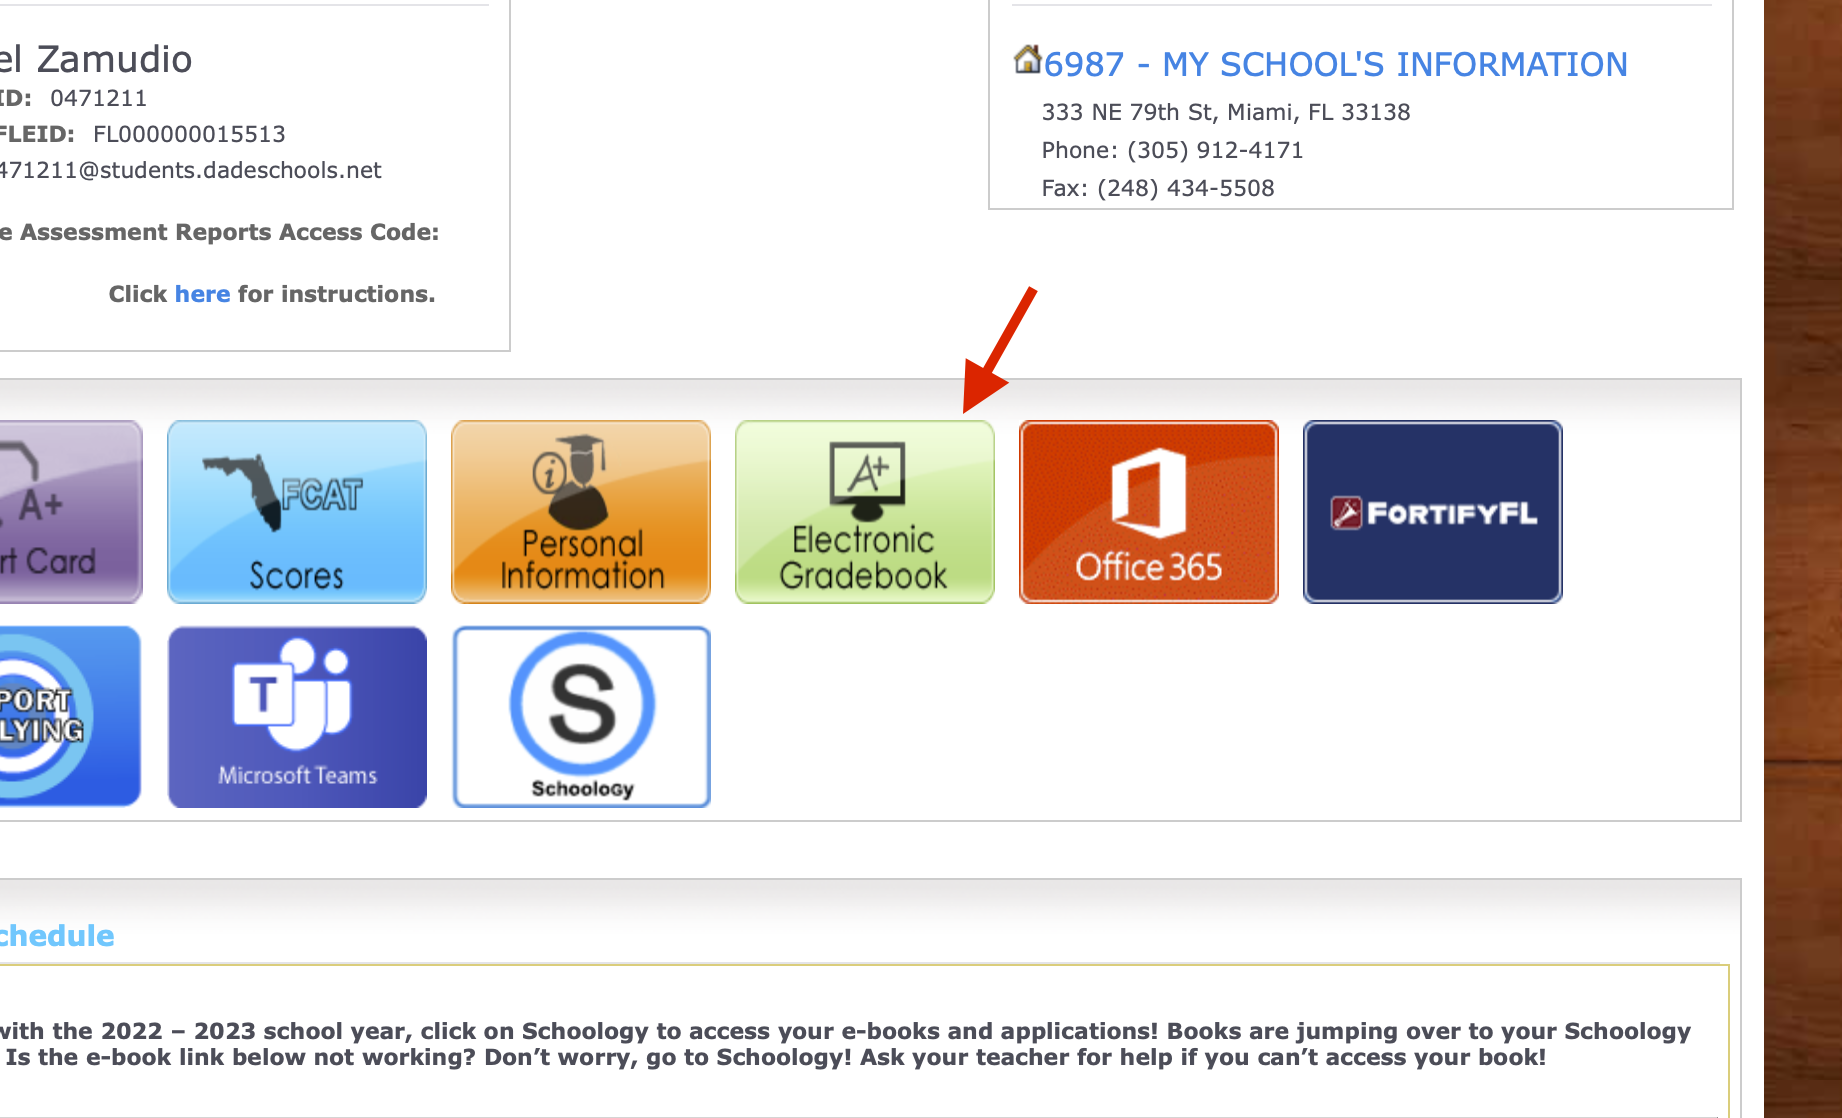 el Zamudio
ID: 0471211
FLEID: FL000000015513
471211@students.dadeschools.net
e Assessment Reports Access Code:
Click here for instructions.
6987 - MY SCHOOL'S INFORMATION
333 NE 79th St, Miami, FL 33138
Phone: (305) 912-4171
Fax: (248) 434-5508
A+
rt Card
FCAT
Scores
i
Personal
Information
A+
Electronic
Gradebook
Office 365
FORTIFYFL
PORT
LYING
T
Microsoft Teams
S
Schoology
chedule
with the 2022 – 2023 school year, click on Schoology to access your e-books and applications! Books are jumping over to your Schoology
Is the e-book link below not working? Don’t worry, go to Schoology! Ask your teacher for help if you can’t access your book!